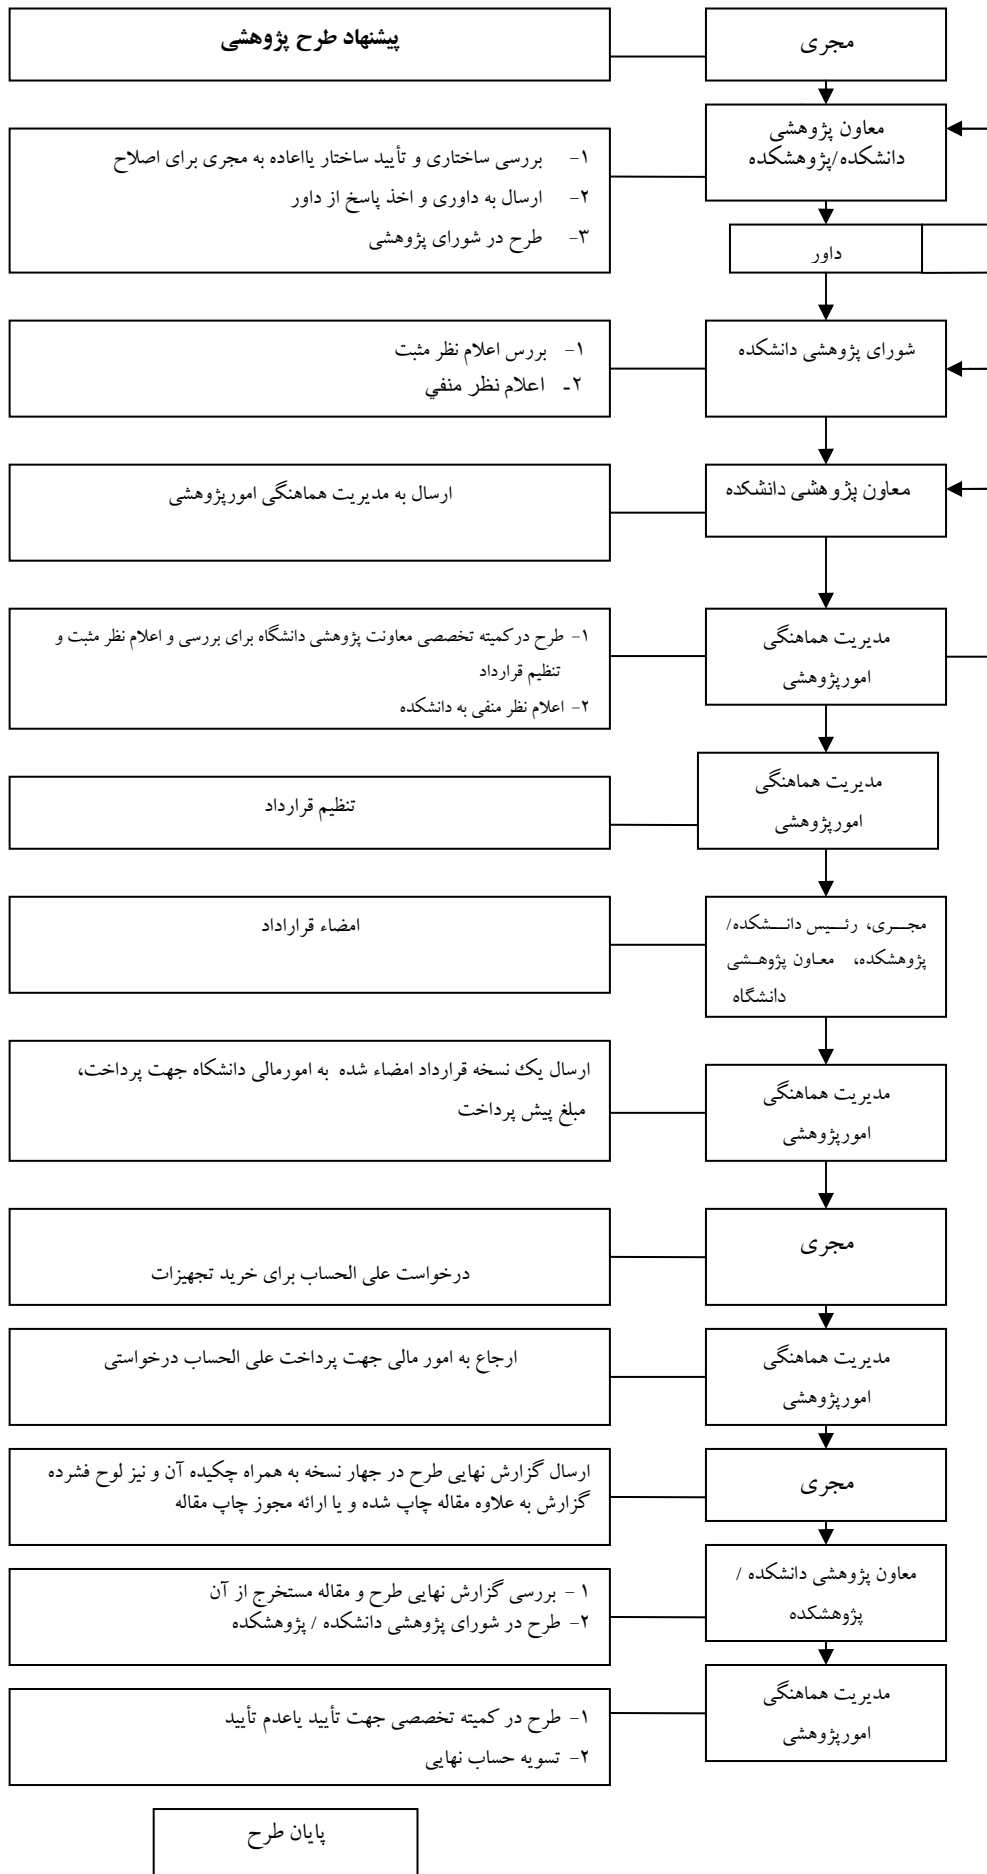 مجری
پیشنهاد طرح پژوهشی
معاون پژوهشی
دانشکده/پژوهشکده
۱- بررسی ساختاری و تأیید ساختار یااعاده به مجری برای اصلاح
۲- ارسال به داوری و اخذ پاسخ از داور
۳- طرح در شورای پژوهشی
داور
شورای پژوهشی دانشکده
۱- بررس اعلام نظر مثبت
۲- اعلام نظر منفي
معاون پژوهشی دانشکده
ارسال به مدیریت هماهنگی امورپژوهشی
مدیریت هماهنگی
امورپژوهشی
۱- طرح درکمیته تخصصی معاونت پژوهشی دانشگاه برای بررسی و اعلام نظر مثبت و
تنظیم قرارداد
۲- اعلام نظر منفی به دانشکده
مدیریت هماهنگی
امورپژوهشی
تنظیم قرارداد
مجـــری، رئـــیس دانـــشکده/
پژوهشکده، معـاون پژوهــشی
دانشگاه
امضاء قراراداد
مدیریت هماهنگی
امورپژوهشی
ارسال یک نسخه قرارداد امضاء شده به امورمالی دانشگاه جهت پرداخت،
مبلغ پیش پرداخت
مجری
درخواست علی الحساب برای خرید تجهیزات
مدیریت هماهنگی
امورپژوهشی
ارجاع به امور مالی جهت پرداخت علی الحساب درخواستی
مجری
ارسال گزارش نهایی طرح در جهار نسخه به همراه چکیده آن و نیز لوح فشرده
گزارش به علاوه مقاله چاپ شده و یا ارائه مجوز چاپ مقاله
معاون پژوهشی دانشکده /
پژوهشکده
۱- بررسی گزارش نهایی طرح و مقاله مستخرج از آن
۲- طرح در شورای پژوهشی دانشکده / پژوهشکده
مدیریت هماهنگی
امورپژوهشی
۱- طرح در کمیته تخصصی جهت تأیید یاعدم تأیید
۲- تسویه حساب نهایی
پایان طرح